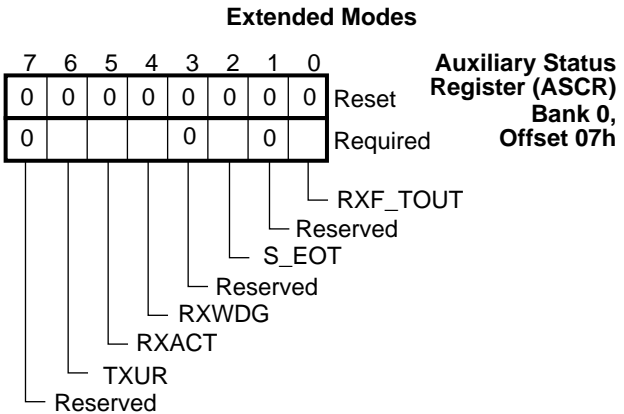 Extended Modes
7 6 5 4 3 2 1 0
Auxiliary Status
Register (ASCR)
Bank 0,
Offset 07h
0 0 0 0 0 0 0 0 Reset
0 0 0 Required
RXF_TOUT
Reserved
S_EOT
Reserved
RXWDG
RXACT
TXUR
Reserved